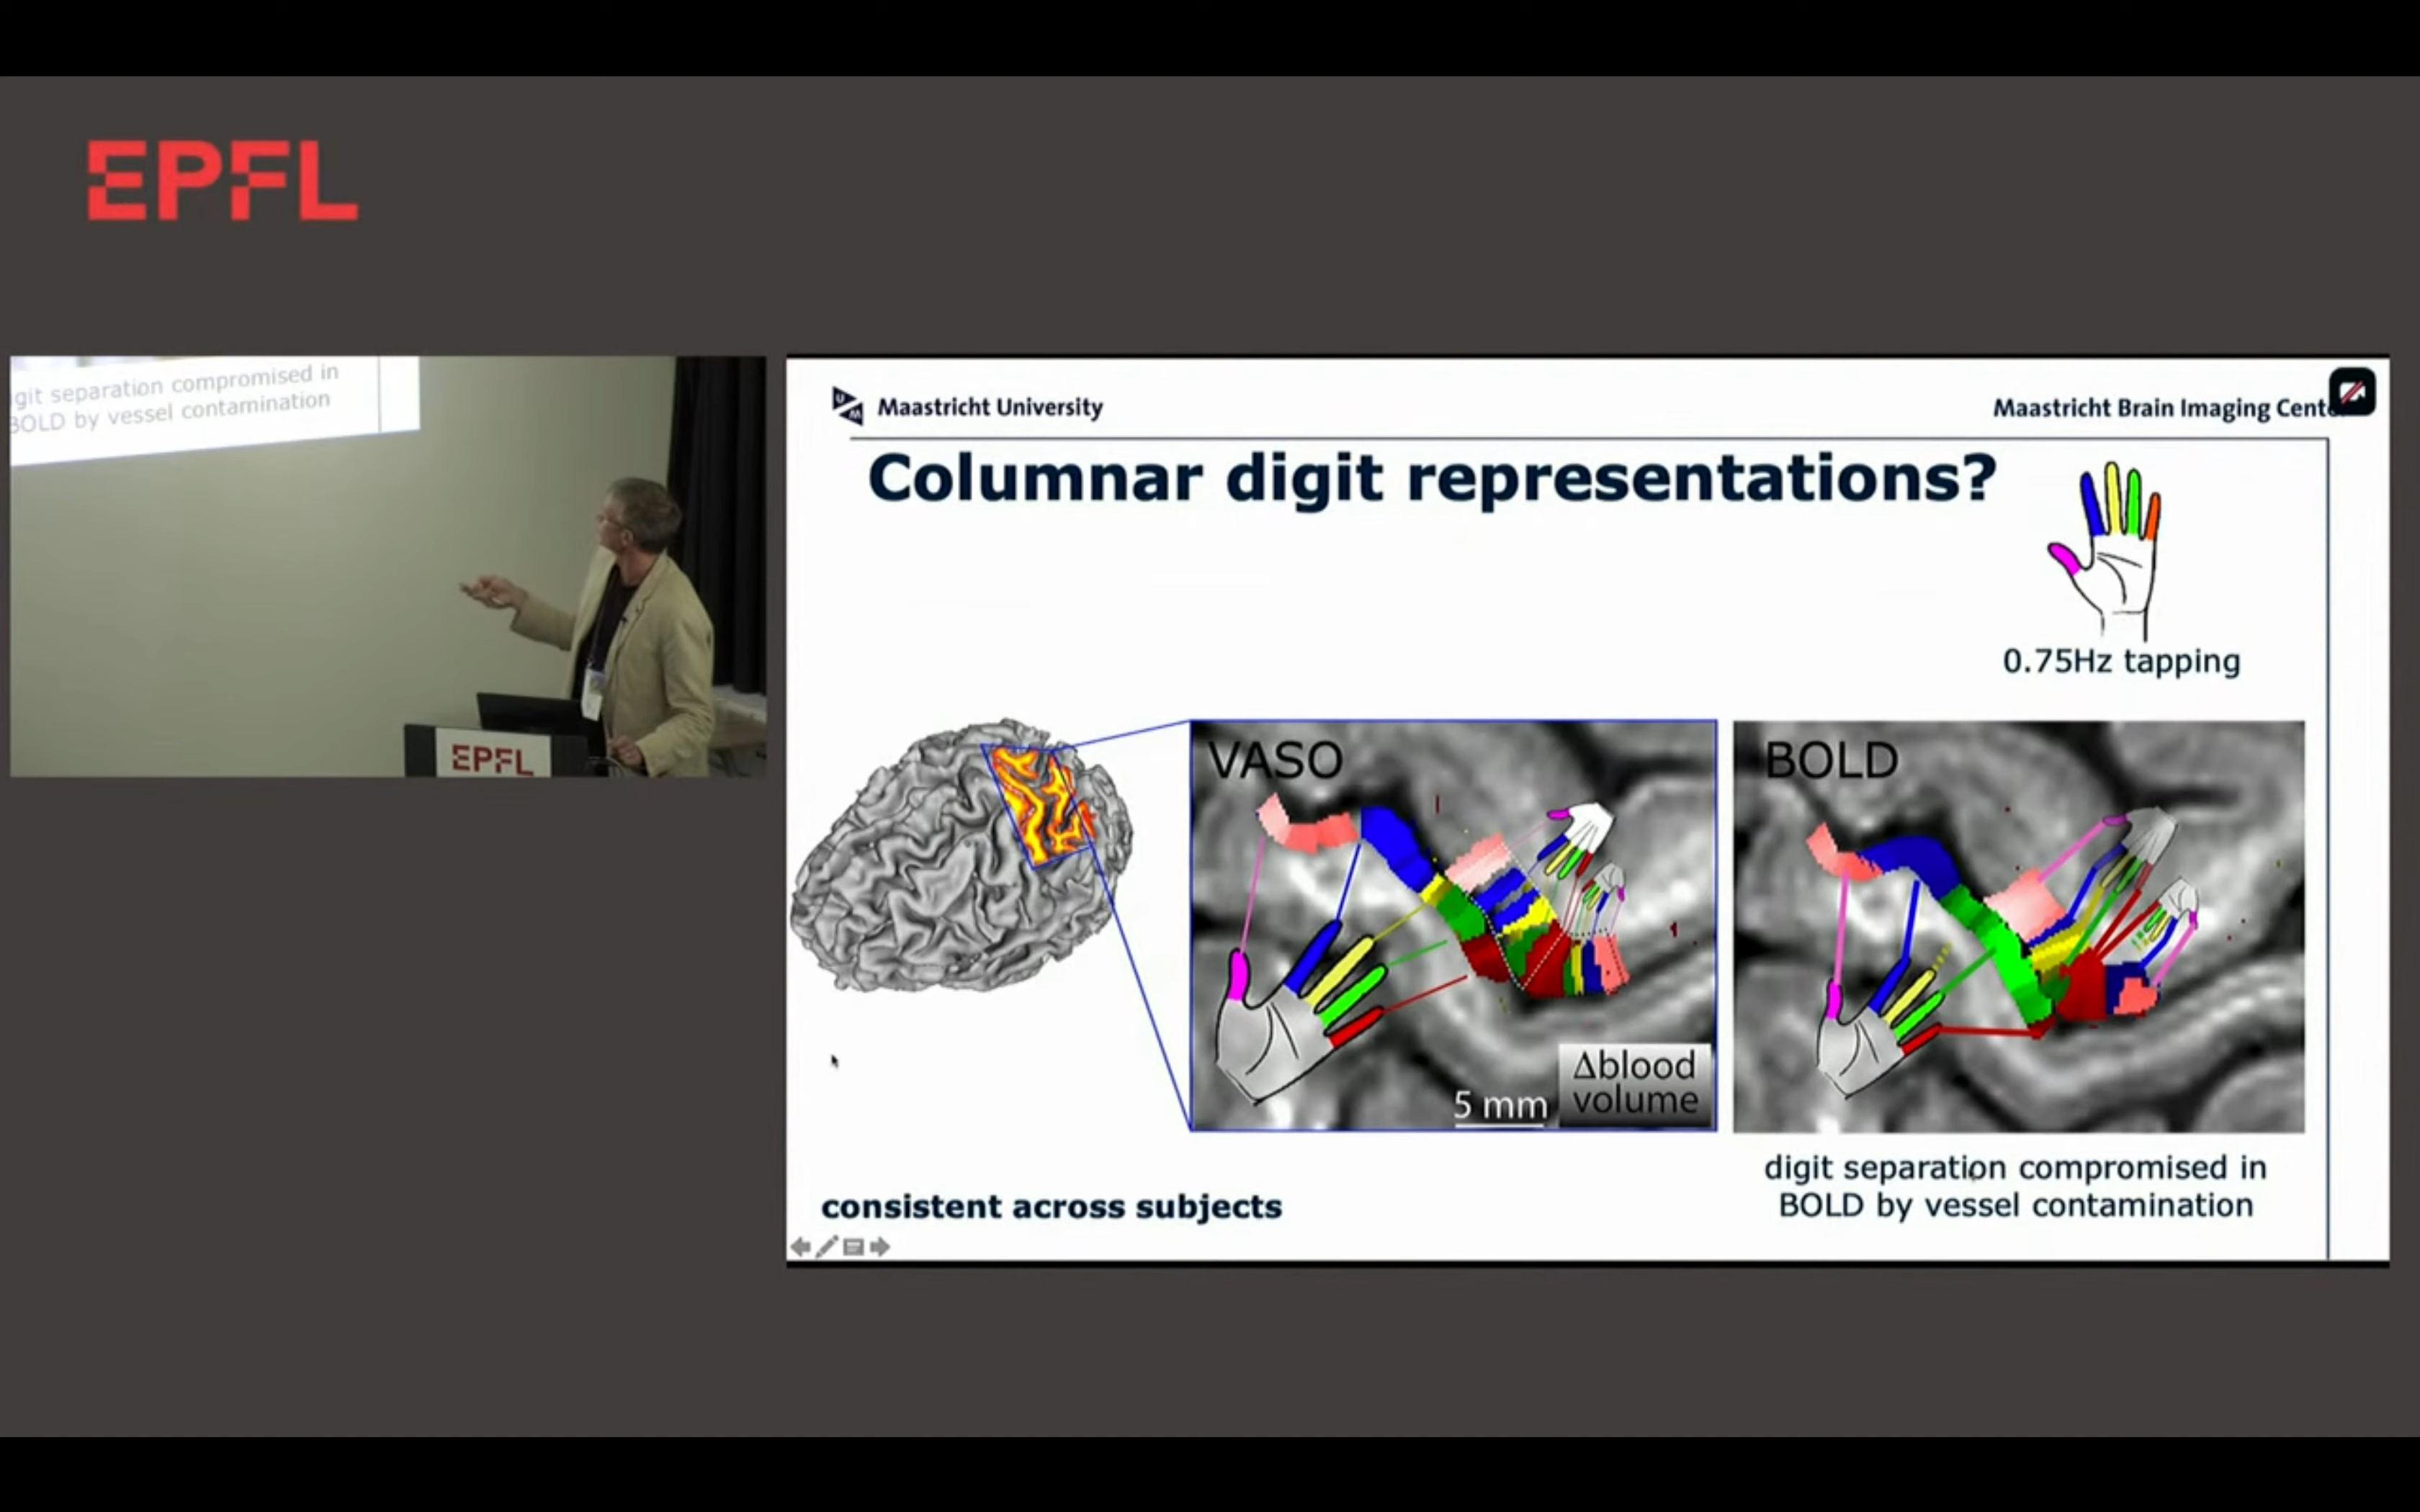 EPFL
git separation compromised in
BOLD by vessel contamination
EPFL
Maastricht University
Maastricht Brain Imaging Cent
Columnar digit representations?
0.75Hz tapping
VASO
BOLD
Δblood
volume
5 mm
digit separation compromised in
BOLD by vessel contamination
consistent across subjects